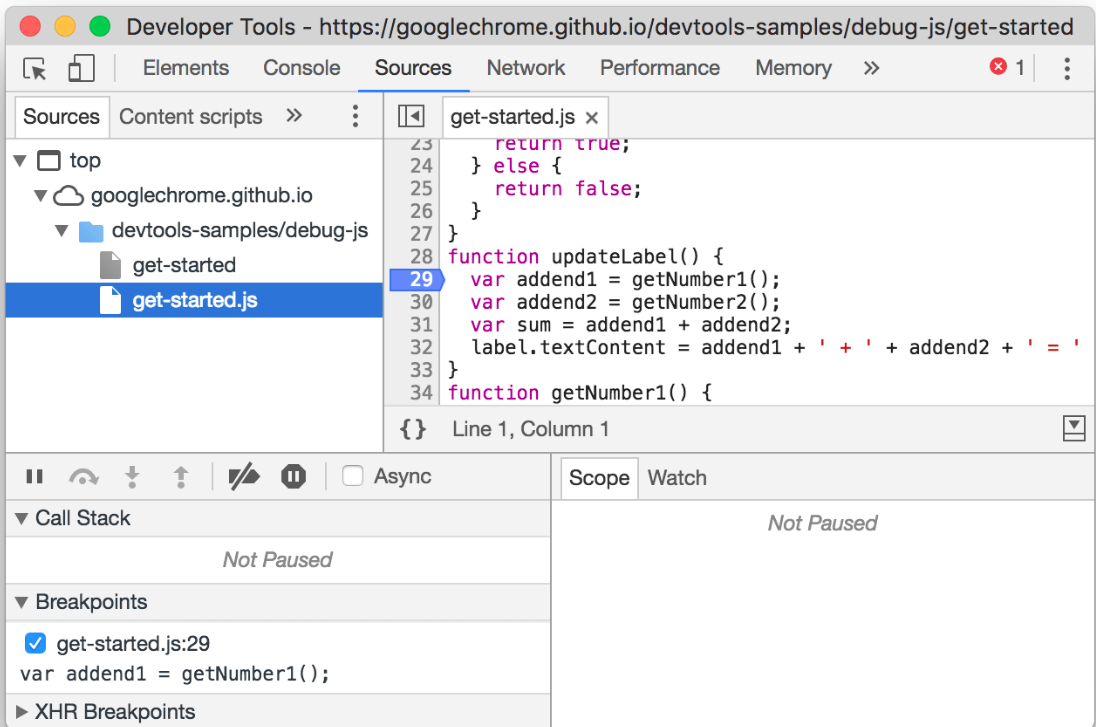 Developer Tools - https://googlechrome.github.io/devtools-samples/debug-js/get-started
Elements Console Sources Network Performance Memory » 1
Sources Content scripts »
top
googlechrome.github.io
devtools-samples/debug-js
get-started
get-started.js
get-started.js ×
23 return true;
24 } else {
25 return false;
26 }
27 }
28 function updateLabel() {
29 var addend1 = getNumber1();
30 var addend2 = getNumber2();
31 var sum = addend1 + addend2;
32 label.textContent = addend1 + ' + ' + addend2 + ' = '
33 }
34 function getNumber1() {
{} Line 1, Column 1
Async
Call Stack
Not Paused
Breakpoints
get-started.js:29
var addend1 = getNumber1();
XHR Breakpoints
Scope Watch
Not Paused